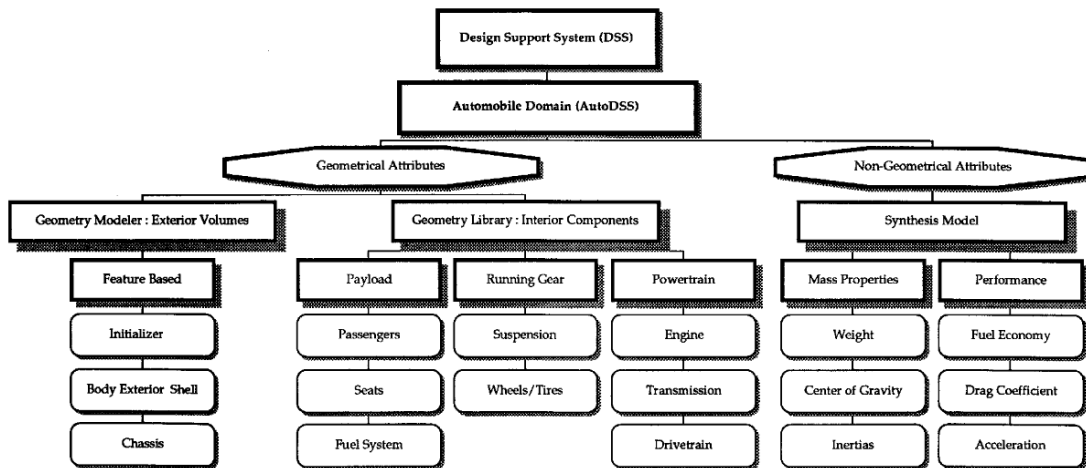 Design Support System (DSS)
Automobile Domain (AutoDSS)
Geometrical Attributes
Non-Geometrical Attributes
Geometry Modeler : Exterior Volumes
Geometry Library : Interior Components
Synthesis Model
Feature Based
Payload
Running Gear
Powertrain
Mass Properties
Performance
Initializer
Passengers
Suspension
Engine
Weight
Fuel Economy
Body Exterior Shell
Seats
Wheels/Tires
Transmission
Center of Gravity
Drag Coefficient
Chassis
Fuel System
Drivetrain
Inertias
Acceleration